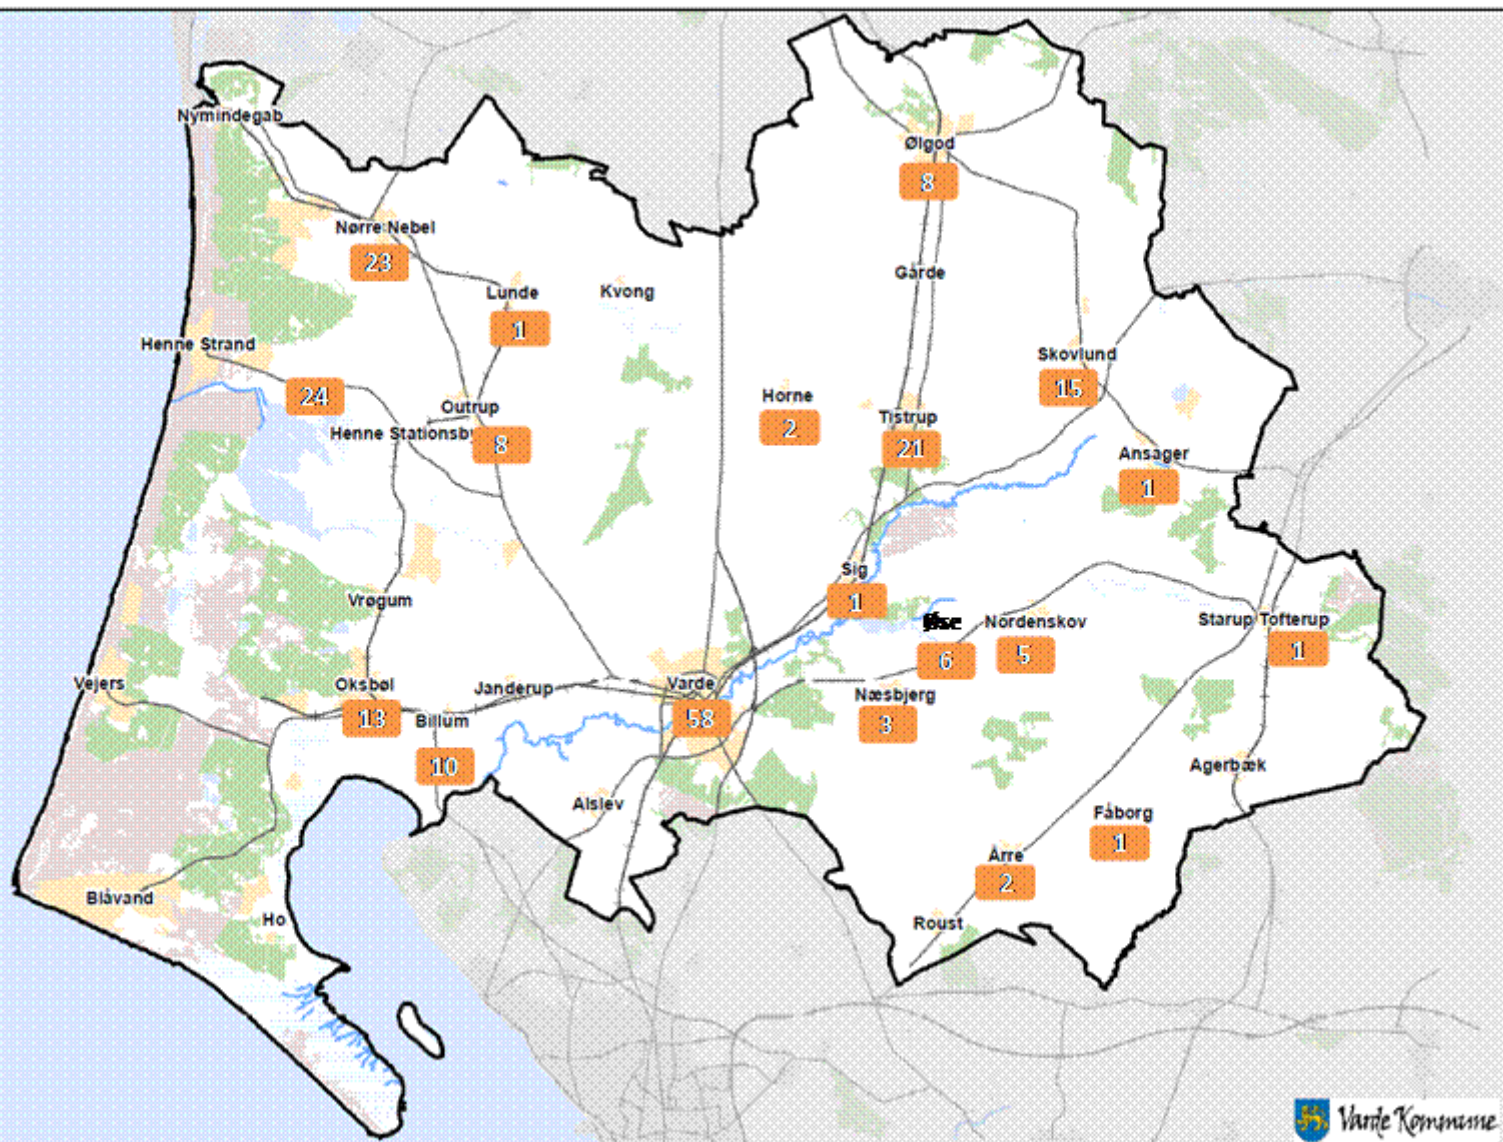 Nymindegab
Ølgod
8
Nørre Nebel
23
Gårde
Lunde
Kvong
1
Henne Strand
Skovlund
15
24
Horne
2
Outrup
Henne Stationsby
8
Tistrup
21
Ansager
1
Sig
1
Vrøgum
Nordenskov
5
6
Starup Tofterup
1
Vejers
Oksbøl
13
Janderup
Billum
10
Varde
58
Næsbjerg
3
Agerbæk
Alslev
Fåborg
1
Årre
2
Blåvand
Ho
Roust
Varde Kommune